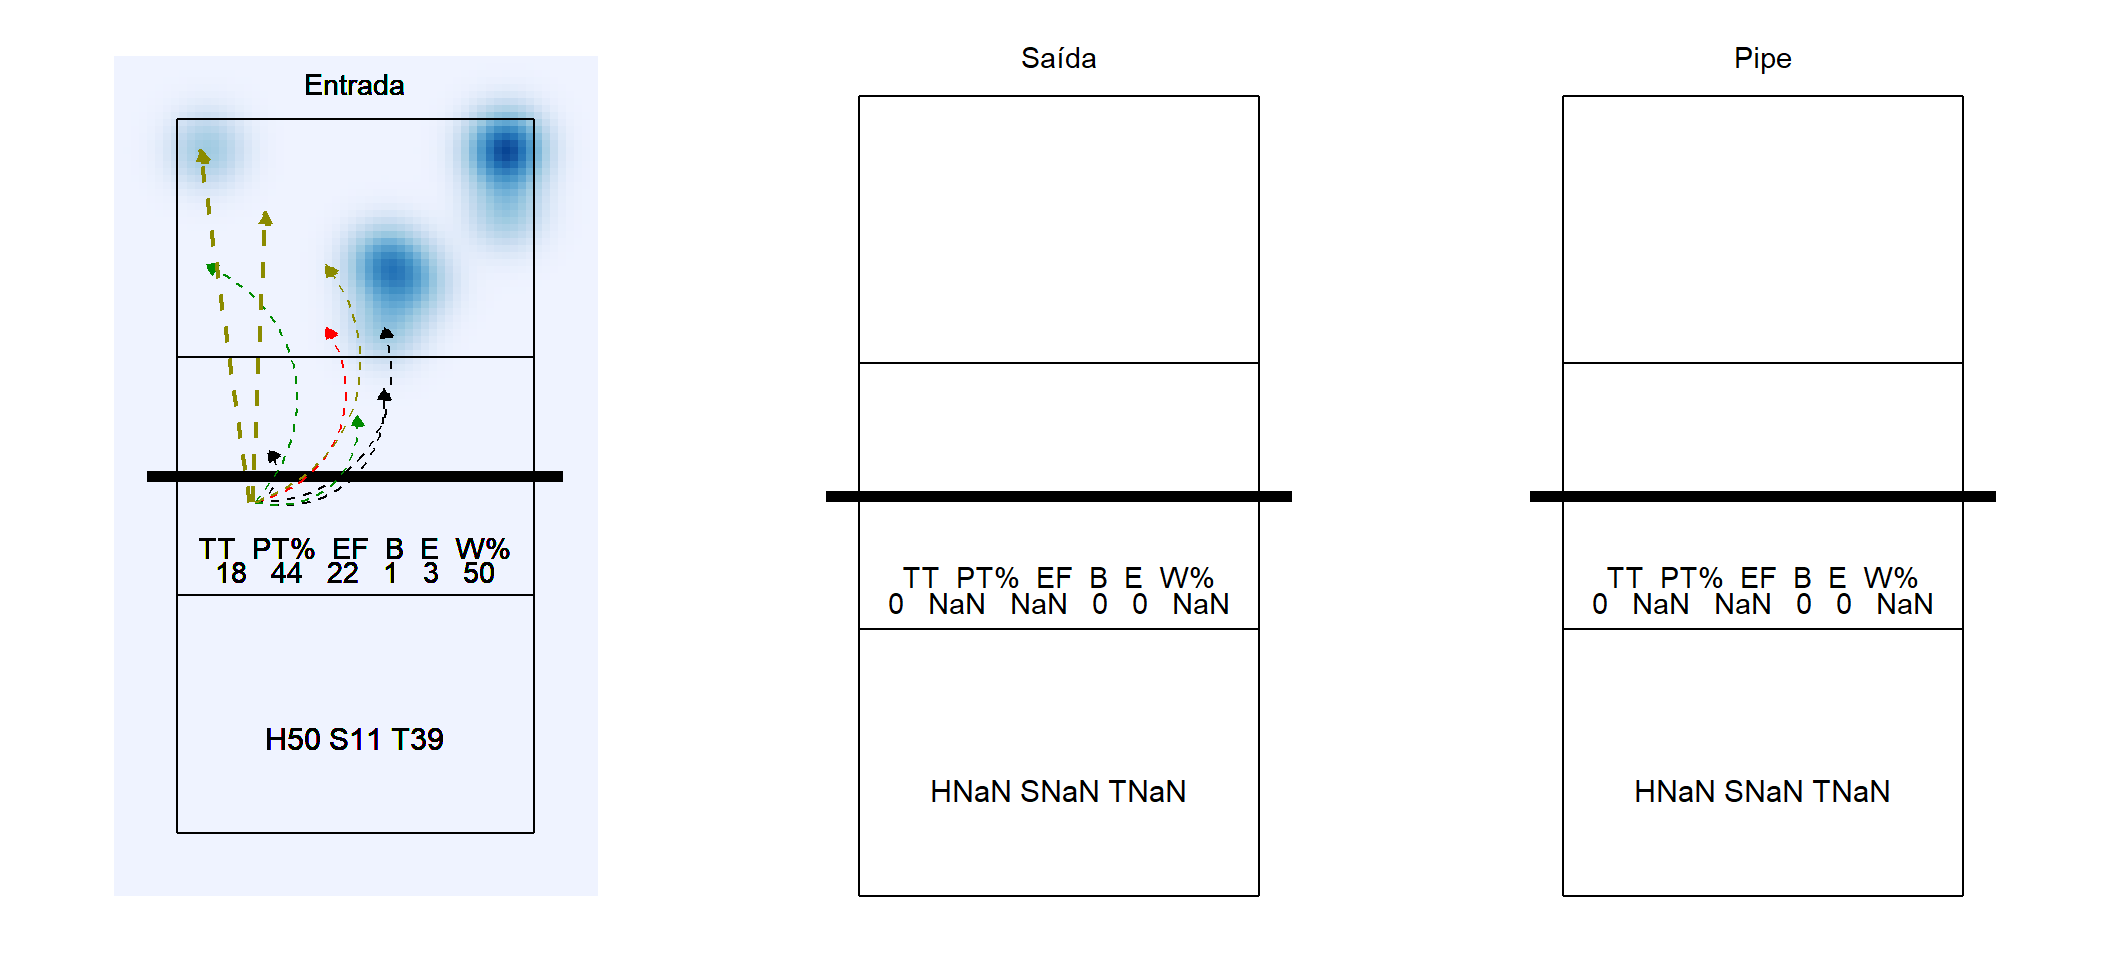 Entrada
TT PT% EF B E W%
18 44 22 1 3 50
H50 S11 T39
Saída
TT PT% EF B E W%
0 NaN NaN 0 0 NaN
HNaN SNaN TNaN
Pipe
TT PT% EF B E W%
0 NaN NaN 0 0 NaN
HNaN SNaN TNaN